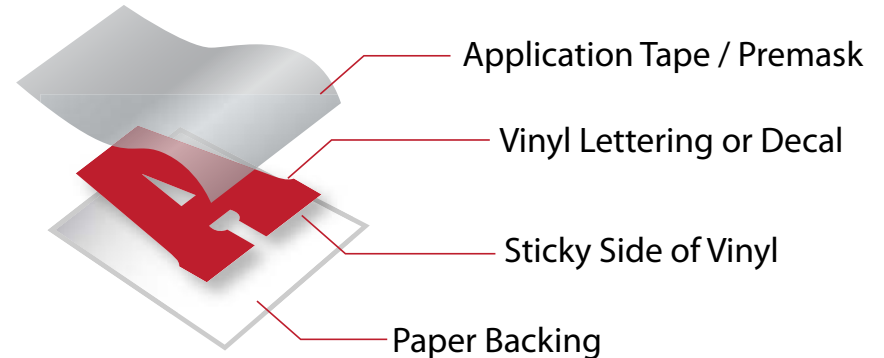 Application Tape / Premask
Vinyl Lettering or Decal
A
Sticky Side of Vinyl
Paper Backing